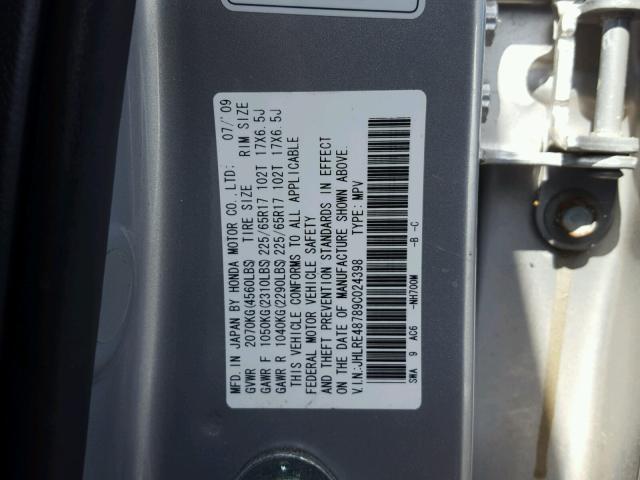 MFD. IN JAPAN BY HONDA MOTOR CO.,LTD: 07/'09
GVWR 2070KG(4560LBS) TIRE SIZE RIM SIZE
GAWR F 1050KG(2310LBS) 225/65R17 102T 17X6.5J
GAWR R 1040KG(2290LBS) 225/65R17 102T 17X6.5J
THIS VEHICLE CONFORMS TO ALL APPLICABLE
FEDERAL MOTOR VEHICLE SAFETY
AND THEFT PREVENTION STANDARDS IN EFFECT
ON THE DATE OF MANUFACTURE SHOWN ABOVE.
V.I.N:JHLRE48789C024398 TYPE: MPV
SWA 9 AC6 -NH700M -B -C